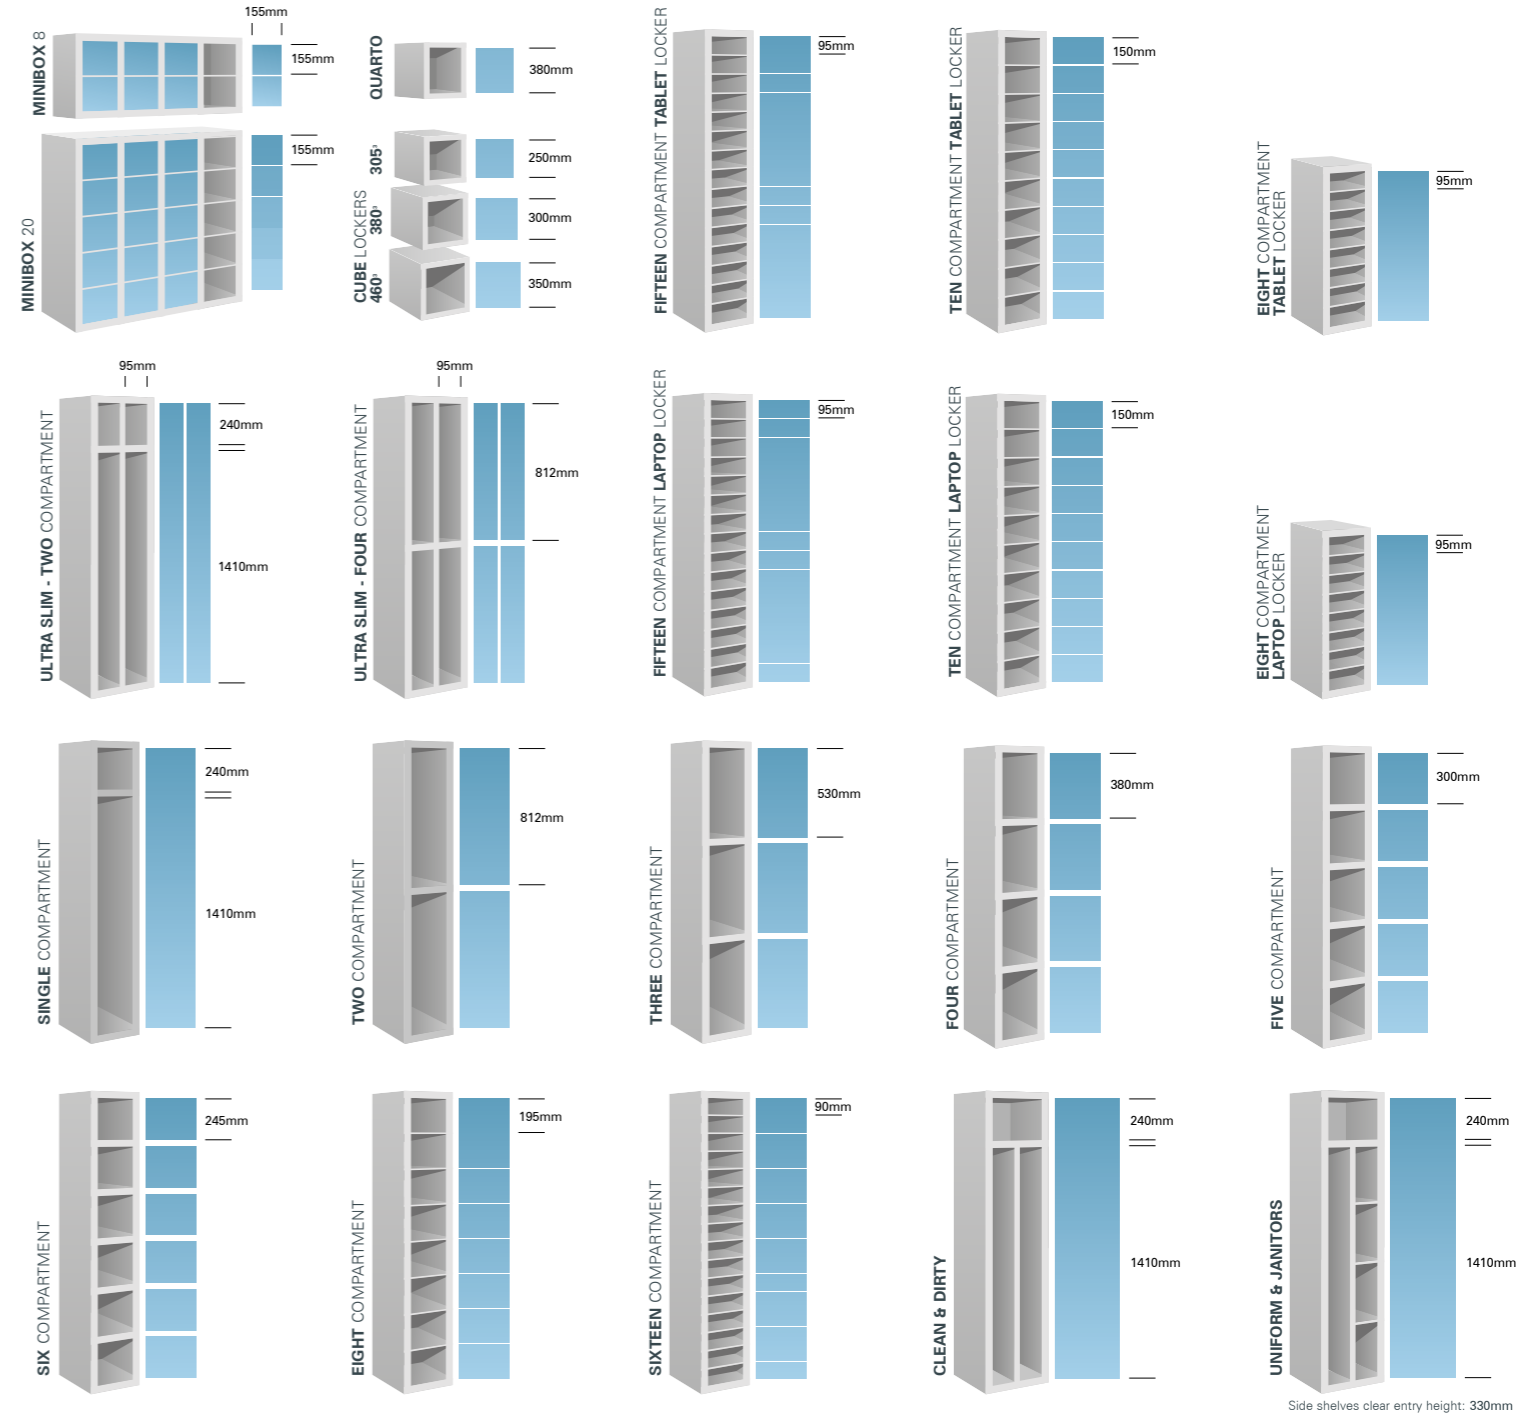 155mm
MINIBOX 8
155mm
MINIBOX 20
155mm
QUARTO
380mm
CUBE LOCKERS
305³
250mm
380³
300mm
460³
350mm
FIFTEEN COMPARTMENT TABLET LOCKER
95mm
TEN COMPARTMENT TABLET LOCKER
150mm
EIGHT COMPARTMENT
TABLET LOCKER
95mm
ULTRA SLIM - TWO COMPARTMENT
95mm
240mm
1410mm
ULTRA SLIM - FOUR COMPARTMENT
95mm
812mm
FIFTEEN COMPARTMENT LAPTOP LOCKER
95mm
TEN COMPARTMENT LAPTOP LOCKER
150mm
EIGHT COMPARTMENT
LAPTOP LOCKER
95mm
SINGLE COMPARTMENT
240mm
1410mm
TWO COMPARTMENT
812mm
THREE COMPARTMENT
530mm
FOUR COMPARTMENT
380mm
FIVE COMPARTMENT
300mm
SIX COMPARTMENT
245mm
EIGHT COMPARTMENT
195mm
SIXTEEN COMPARTMENT
90mm
CLEAN & DIRTY
240mm
1410mm
UNIFORM & JANITORS
240mm
1410mm
Side shelves clear entry height: 330mm